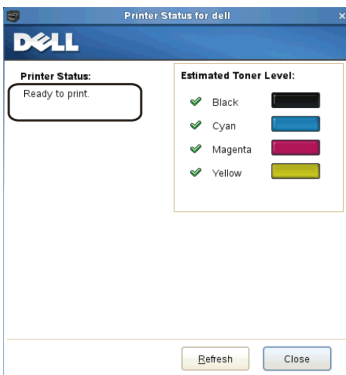 Printer Status for dell
DELL
Printer Status:
Ready to print.
Estimated Toner Level:
Black
Cyan
Magenta
Yellow
Refresh
Close